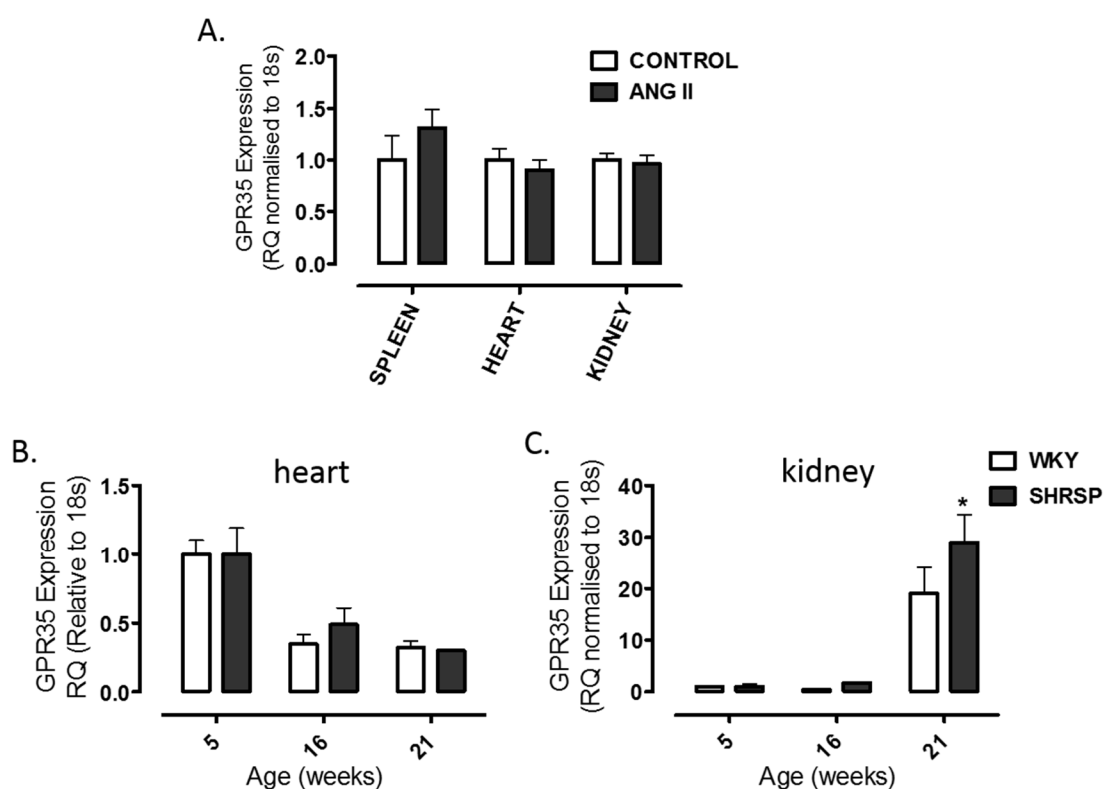 A.
GPR35 Expression
(RQ normalised to 18s)
2.0
1.5
1.0
0.5
0.0
CONTROL
ANG II
SPLEEN
HEART
KIDNEY
B.
heart
GPR35 Expression
RQ (Relative to 18s)
1.5
1.0
0.5
0.0
5
16
21
Age (weeks)
C.
kidney
GPR35 Expression
(RQ normalised to 18s)
40
30
20
10
0
*
WKY
SHRSP
5
16
21
Age (weeks)